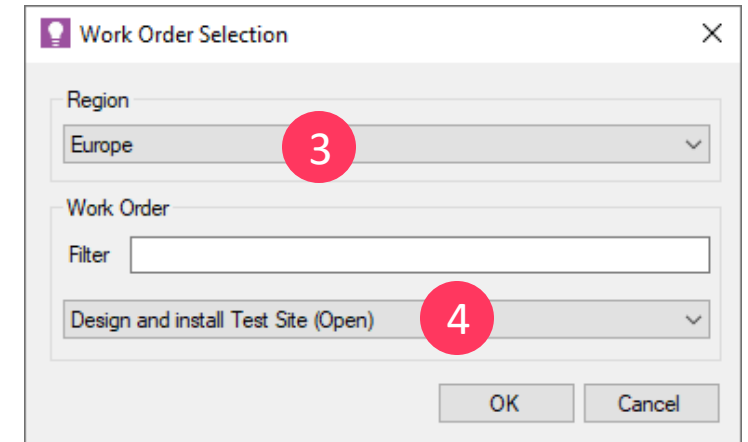 Work Order Selection
Region
Europe
3
Work Order
Filter
Design and install Test Site (Open)
4
OK Cancel